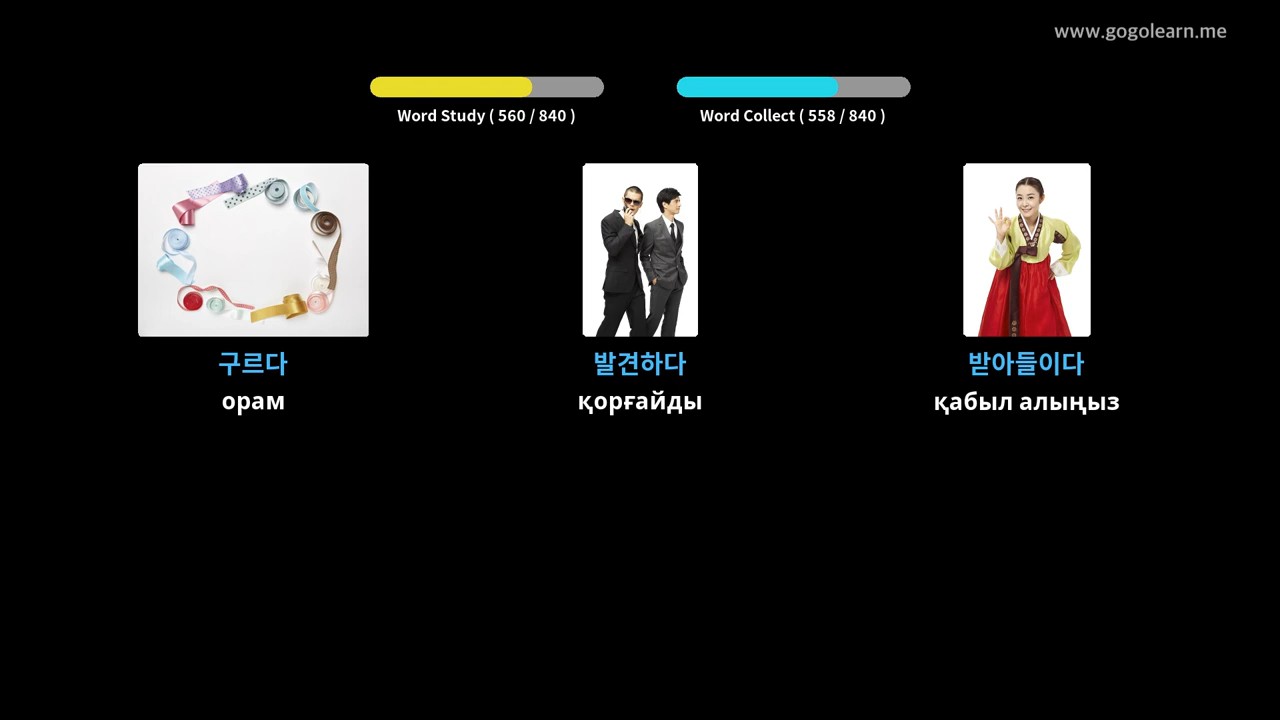 www.gogolearn.me
Word Study ( 560 / 840 )
Word Collect ( 558 / 840 )
구르다
орам
발견하다
қорғайды
받아들이다
қабыл алыңыз